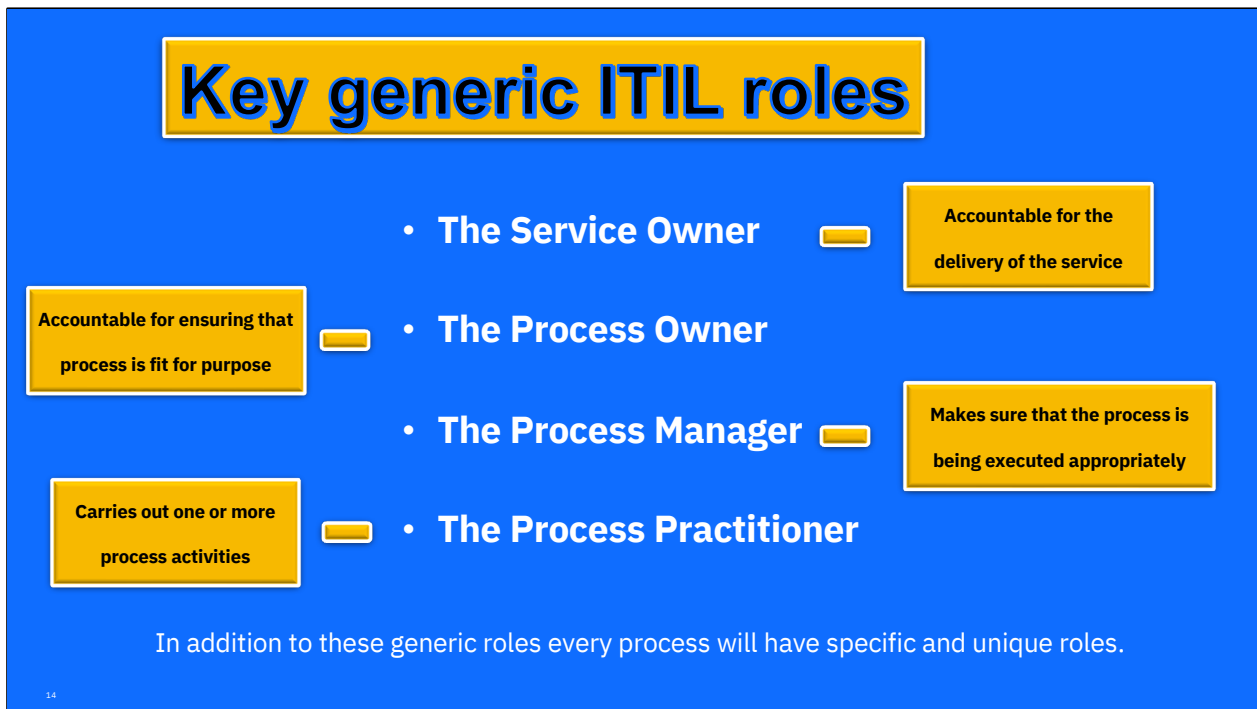 Key generic ITIL roles
• The Service Owner
Accountable for the
delivery of the service
Accountable for ensuring that
process is fit for purpose
• The Process Owner
• The Process Manager
Makes sure that the process is
being executed appropriately
Carries out one or more
process activities
• The Process Practitioner
In addition to these generic roles every process will have specific and unique roles.
14